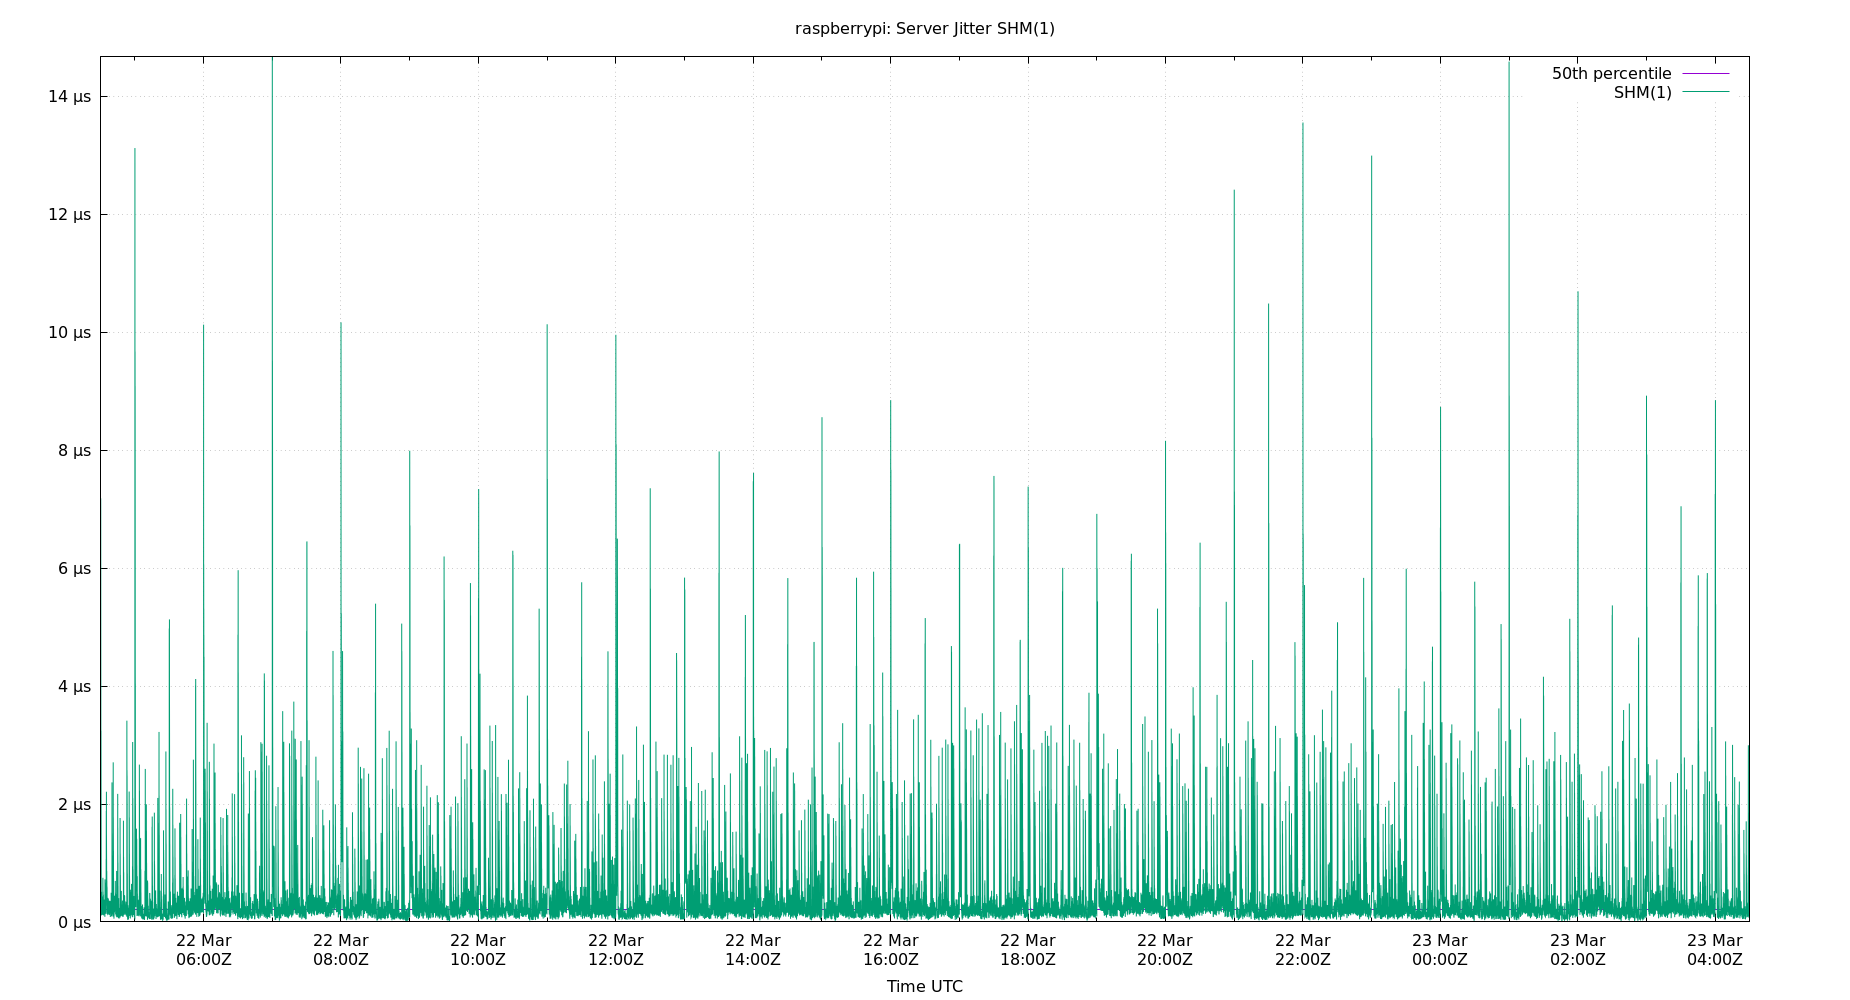 raspberrypi: Server Jitter SHM(1)
50th percentile
SHM(1)
14 µs
12 µs
10 µs
8 µs
6 µs
4 µs
2 µs
0 µs
22 Mar 22 Mar 22 Mar 22 Mar 22 Mar 22 Mar 22 Mar 22 Mar 22 Mar 23 Mar 23 Mar 23 Mar
06:00Z 08:00Z 10:00Z 12:00Z 14:00Z 16:00Z 18:00Z 20:00Z 22:00Z 00:00Z 02:00Z 04:00Z
Time UTC